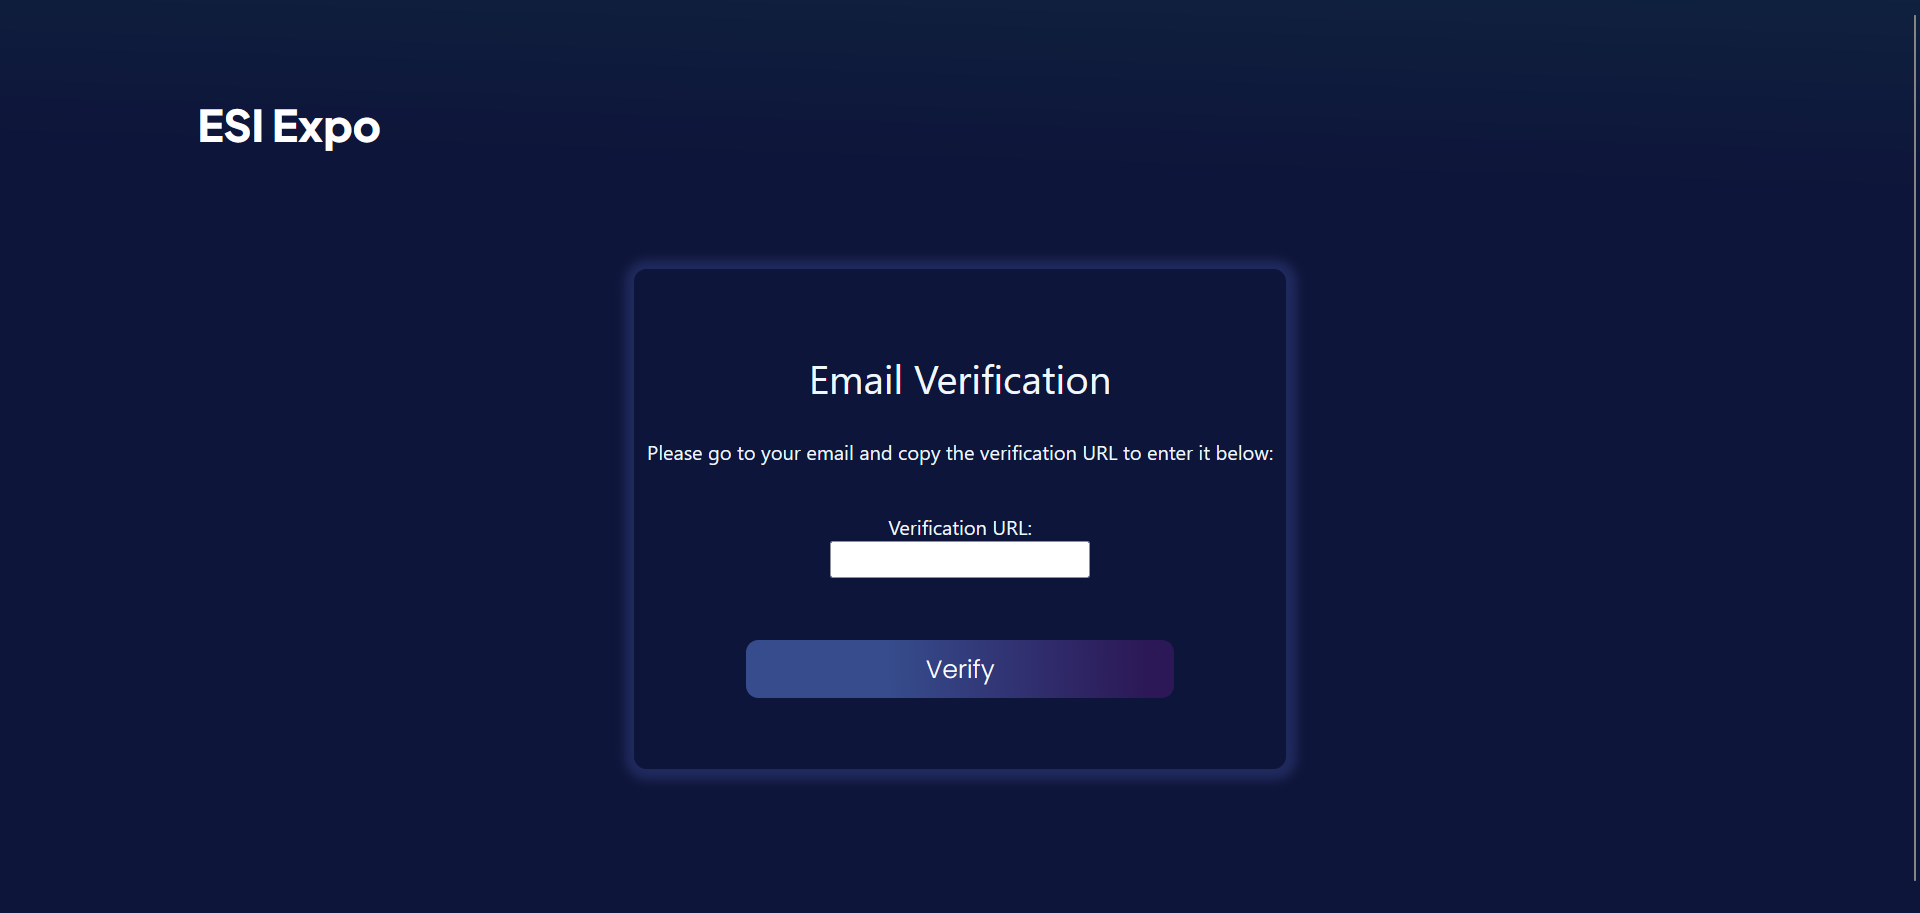 ESI Expo
Email Verification
Please go to your email and copy the verification URL to enter it below:
Verification URL:
Verify